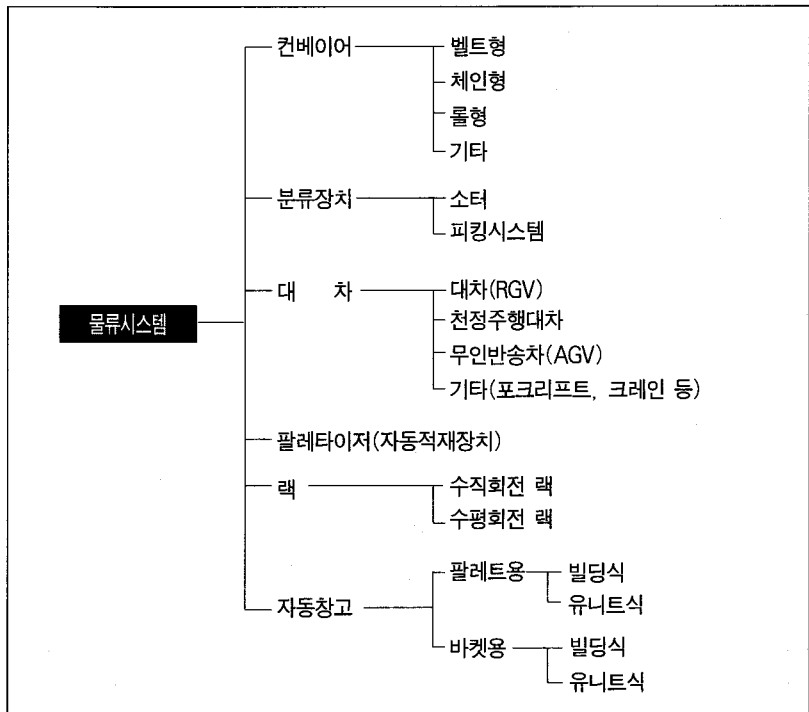 컨베이어 벨트형
체인형
롤형
기타
분류장치 소터
피킹시스템
대 차 대차(RGV)
물류시스템 천정주행대차
무인반송차(AGV)
기타(포크리프트, 크레인 등)
팔레타이저(자동적재장치)
랙 수직회전 랙
수평회전 랙
팔레트용 빌딩식
자동창고 유니트식
바켓용 빌딩식
유니트식